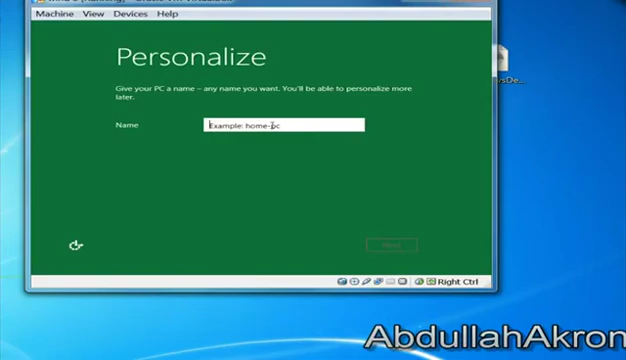 Machine View Devices Help
Personalize
Give your PC a name – any name you want. You'll be able to personalize more
later.
Name
Example: home-pc
Next
Right Ctrl
AbdullahAkron